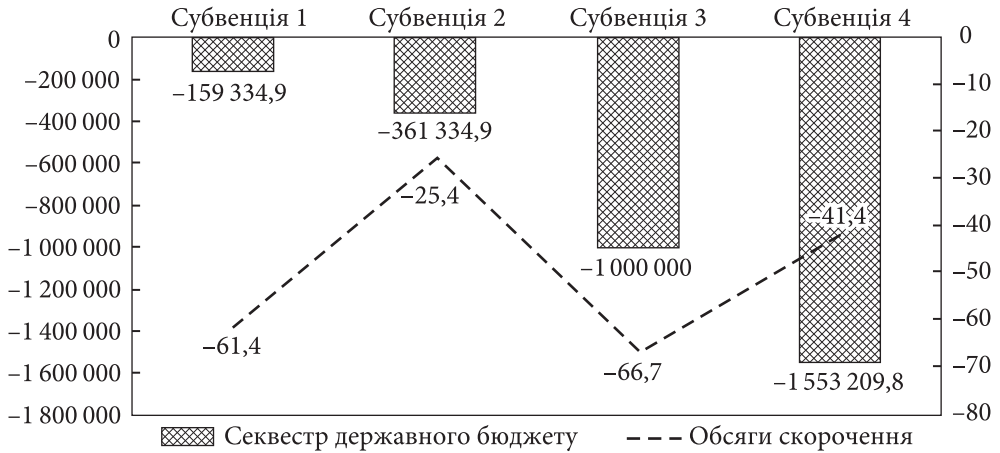 Субвенція 1 Субвенція 2 Субвенція 3 Субвенція 4
0 0
–200 000 –10
–159 334,9
–400 000 –20
–361 334,9
–600 000 –30
–25,4
–800 000 –40
–41,4
–1 000 000 –50
–1 000 000
–1 200 000 –60
–1 400 000 –70
–61,4
–66,7
–1 600 000
–1 553 209,8
–1 800 000 –80
Секвестр державного бюджету Обсяги скорочення